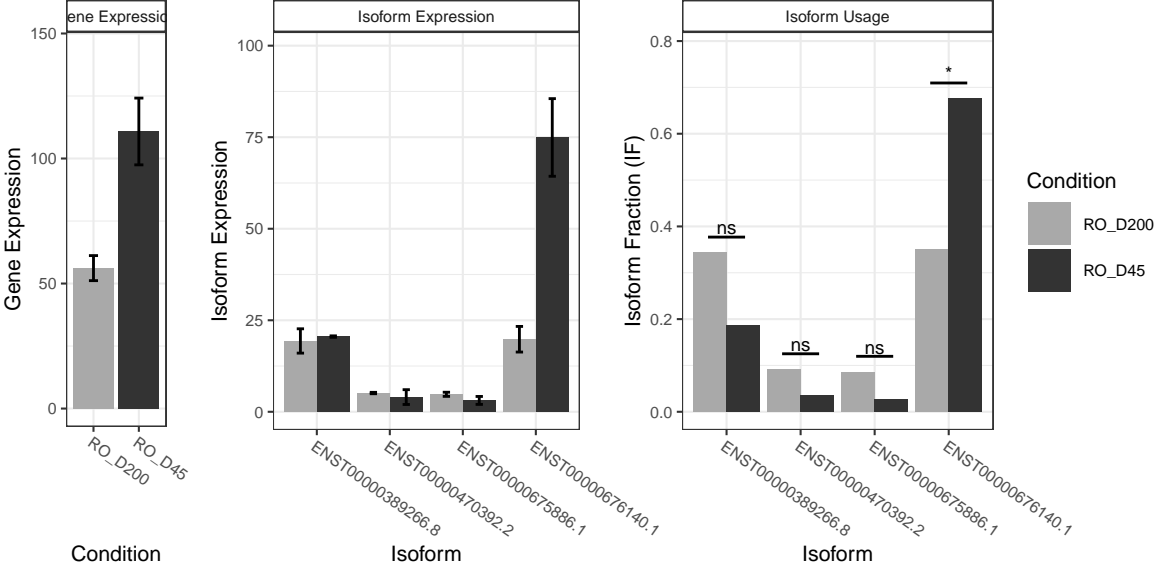 ene Expressio
Gene Expression
150
100
50
0
RO_D200
RO_D45
Condition
Isoform Expression
Isoform Expression
100
75
50
25
0
ENST00000389266.8
ENST00000470392.2
ENST00000675886.1
ENST00000676140.1
Isoform
Isoform Usage
Isoform Fraction (IF)
0.8
0.6
0.4
0.2
0.0
ns
ns
ns
*
ENST00000389266.8
ENST00000470392.2
ENST00000675886.1
ENST00000676140.1
Isoform
Condition
RO_D200
RO_D45